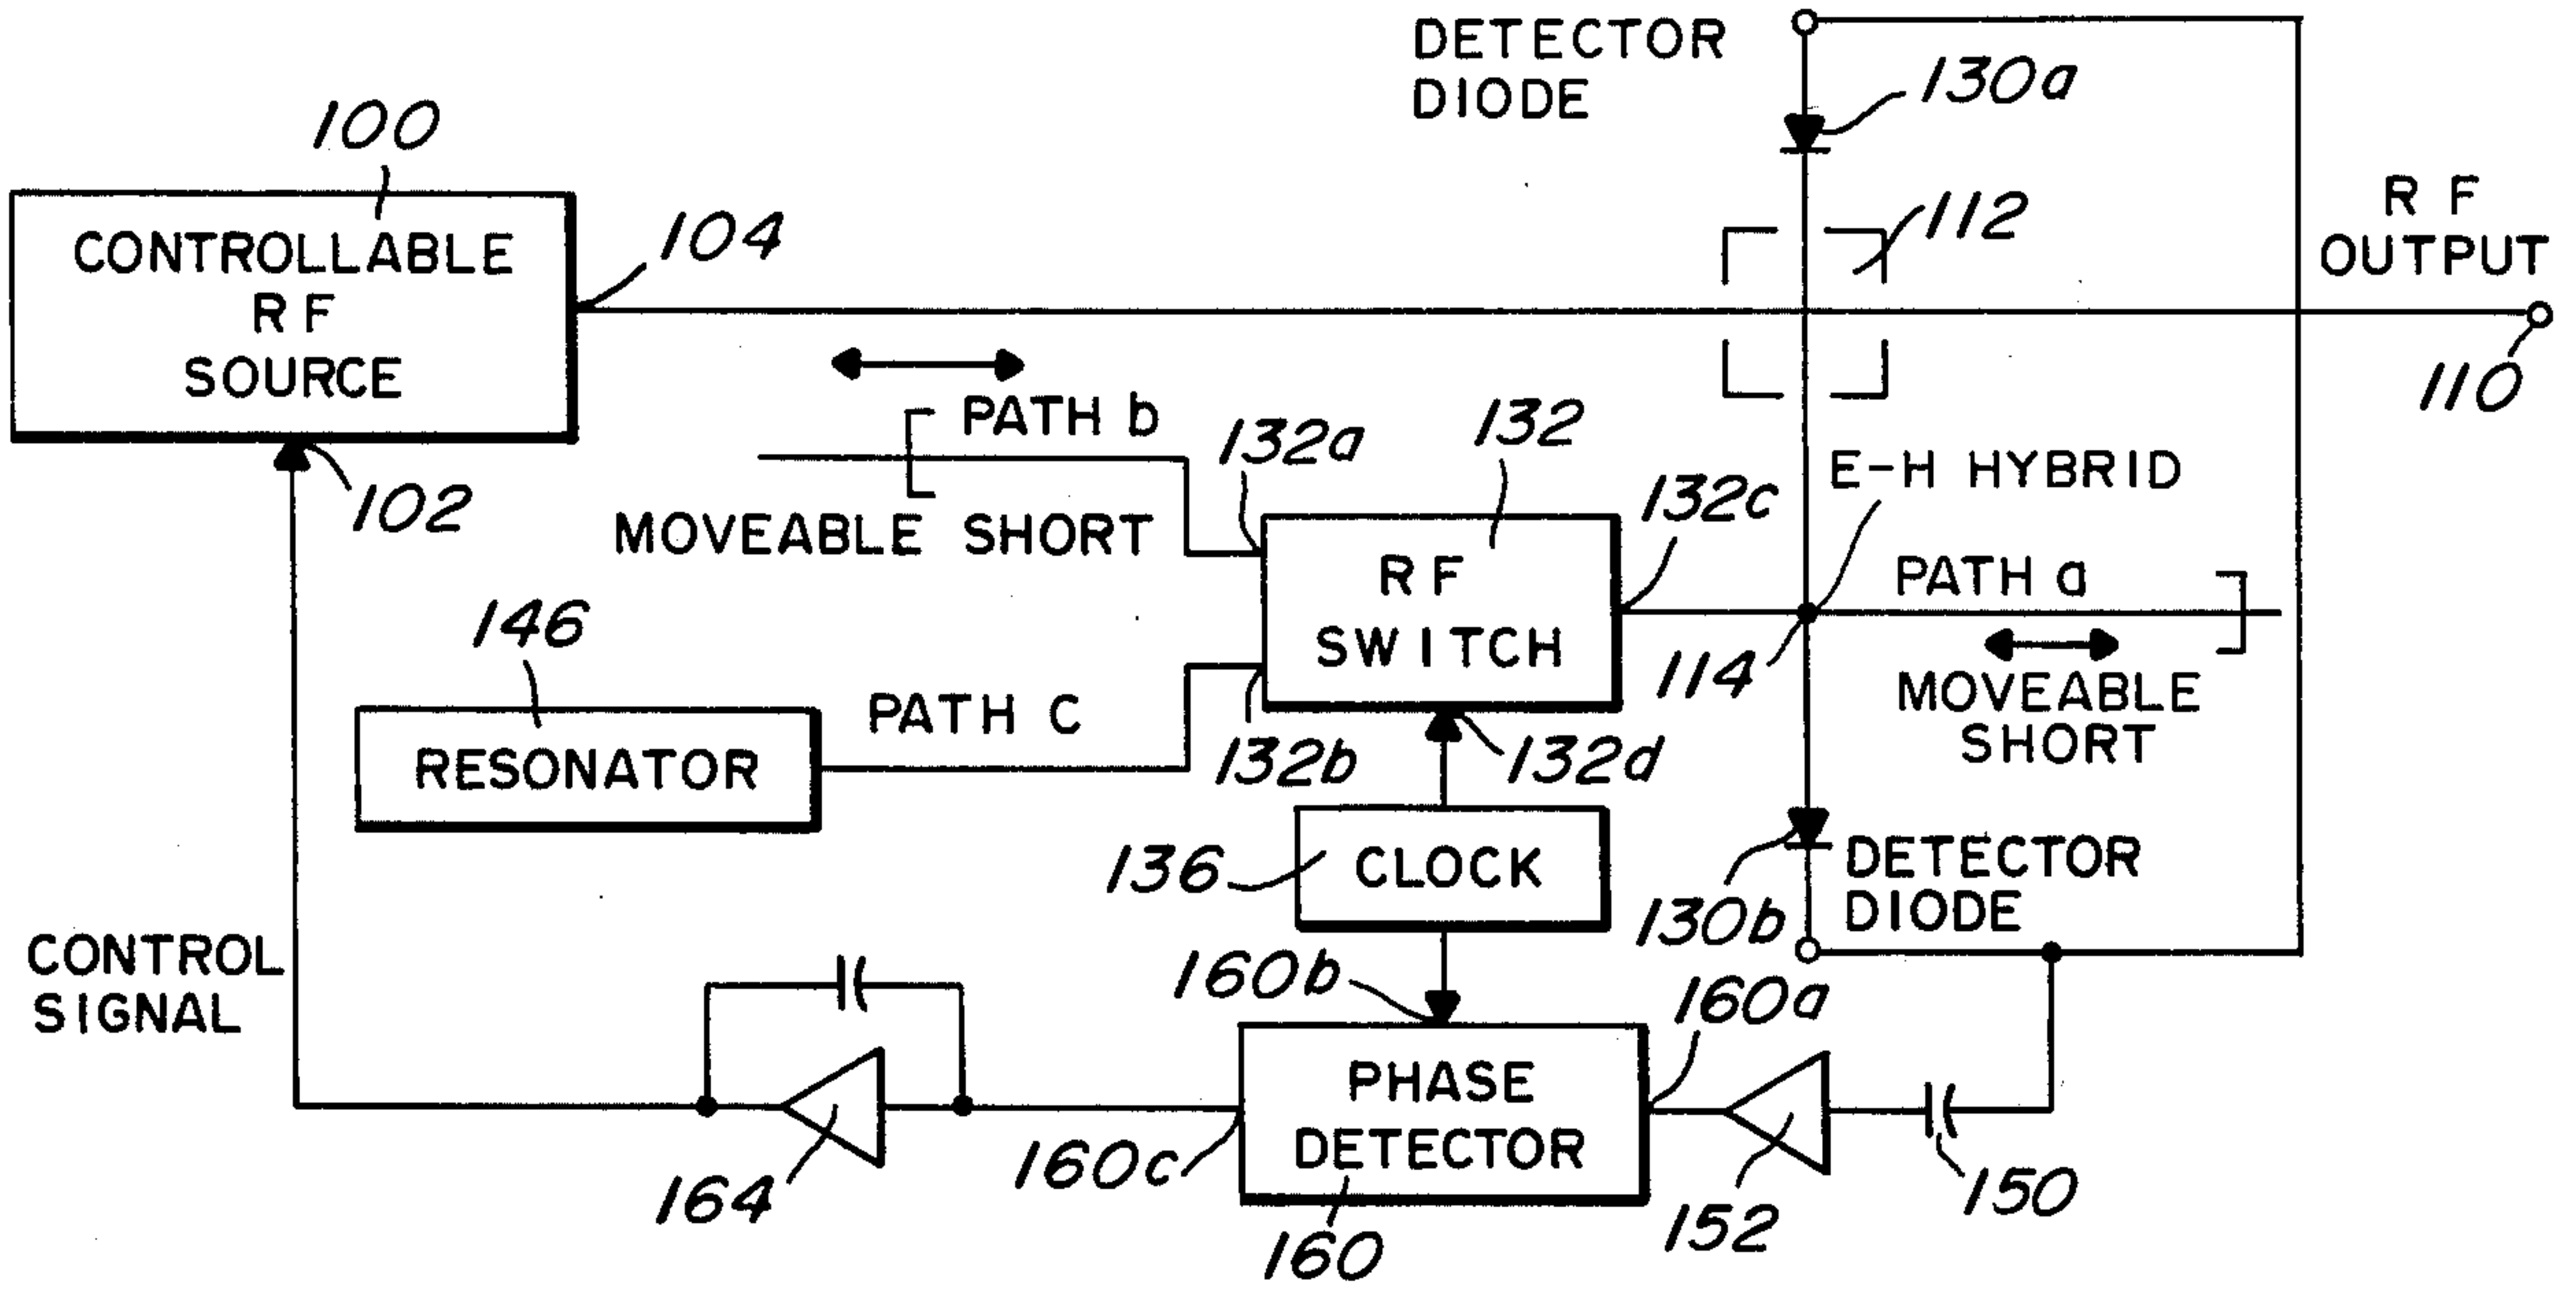 DETECTOR
DIODE
130a
100
CONTROLLABLE
RF
SOURCE
104
112
RF
OUTPUT
110
102
PATH b
MOVEABLE SHORT
132a
132
132c
E-H HYBRID
RF
SWITCH
PATH a
114
MOVEABLE
SHORT
146
RESONATOR
PATH C
132b
132d
136
CLOCK
130b
DETECTOR
DIODE
CONTROL
SIGNAL
160b
160a
PHASE
DETECTOR
164
160c
160
152
150